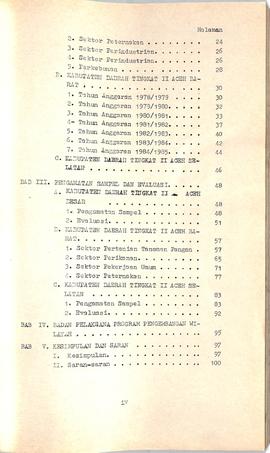 Halaman
2. Sektor Peternakan . . . . . . . . 24
3. Sektor Perindustrian. . . . . . . 26
4. Sektor Perindustrian. . . . . . . 26
5. Perkebunan . . . . . . . . . . . 28
B. KABUPATEN DAERAH TINGKAT II ACEH BA-
RAT . . . . . . . . . . . . . . . . 30
1. Tahun Anggaran 1978/1979 . . . . 30
2. Tahun Anggaran 1979/1980. . . . . 32
3. Tahun Anggaran 1980/1981. . . . . 33
4. Tahun Anggaran 1981/1982. . . . . 37
5. Tahun Anggaran 1982/1983. . . . . 40
6. Tahun Anggaran 1983/1984. . . . . 42
7. Tahun Anggaran 1984/1985. . . . . 44
C. KABUPATEN DAERAH TINGKAT II ACEH SE-
LATAN . . . . . . . . . . . . . . . 46
BAB III. PENGAMATAN SAMPEL DAN EVALUASI. . . . . 48
A. KABUPATEN DAERAH TINGKAT II ACEH
BESAR . . . . . . . . . . . . . . . 48
1. Pengamatan Sampel . . . . . . . . 48
2. Evaluasi . . . . . . . . . . . . 51
B. KABUPATEN DAERAH TINGKAT II ACEH BA-
RAT. . . . . . . . . . . . . . . . . 57
1. Sektor Pertanian Tanaman Pangan 57
2. Sektor Perikanan. . . . . . . . . 65
3. Sektor Pekerjaan Umum . . . . . . 71
4. Sektor Peternakan . . . . . . . . 77
C. KABUPATEN DAERAH TINGKAT II ACEH SE-
LATAN . . . . . . . . . . . . . . . 83
1. Pengamatan Sampel . . . . . . . . 83
2. Evaluasi. . . . . . . . . . . . . 92
BAB IV. BADAN PELAKSANA PROGRAM PENGEMBANGAN WI-
LAYAH . . . . . . . . . . . . . . . . . 95
BAB V. KESIMPULAN DAN SARAN . . . . . . . . . . 97
I. Kesimpulan. . . . . . . . . . . . . 97
II. Saran-saran . . . . . . . . . . . . 100
iv